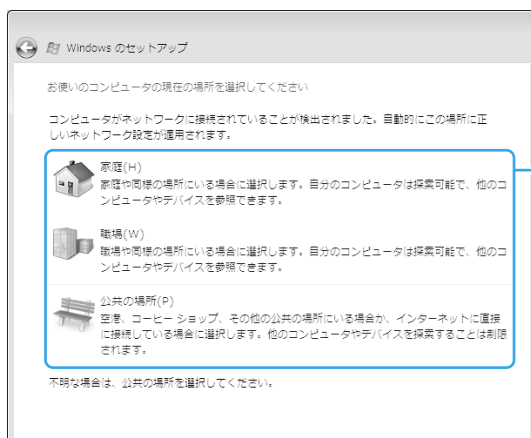 Windows のセットアップ
お使いのコンピュータの現在の場所を選択してください
コンピュータがネットワークに接続されていることが検出されました。自動的にこの場所に正
しいネットワーク設定が適用されます。
家庭(H)
家庭や同様の場所にいる場合に選択します。自分のコンピュータは探索可能で、他のコ
ンピュータやデバイスを参照できます。
職場(W)
職場や同様の場所にいる場合に選択します。自分のコンピュータは探索可能で、他のコ
ンピュータやデバイスを参照できます。
公共の場所(P)
空港、コーヒー ショップ、その他の公共の場所にいる場合か、インターネットに直接
に接続している場合に選択します。他のコンピュータやデバイスを探索することは制限
されます。
不明な場合は、公共の場所を選択してください。